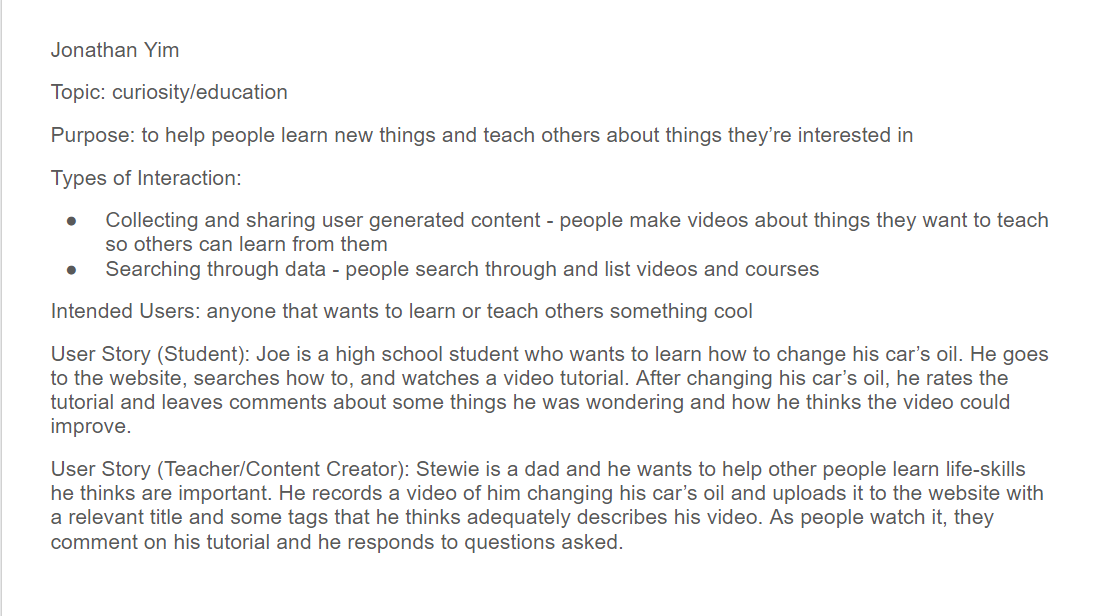 Jonathan Yim
Topic: curiosity/education
Purpose: to help people learn new things and teach others about things they’re interested in
Types of Interaction:
● Collecting and sharing user generated content - people make videos about things they want to teach
so others can learn from them
● Searching through data - people search through and list videos and courses
Intended Users: anyone that wants to learn or teach others something cool
User Story (Student): Joe is a high school student who wants to learn how to change his car’s oil. He goes
to the website, searches how to, and watches a video tutorial. After changing his car’s oil, he rates the
tutorial and leaves comments about some things he was wondering and how he thinks the video could
improve.
User Story (Teacher/Content Creator): Stewie is a dad and he wants to help other people learn life-skills
he thinks are important. He records a video of him changing his car’s oil and uploads it to the website with
a relevant title and some tags that he thinks adequately describes his video. As people watch it, they
comment on his tutorial and he responds to questions asked.